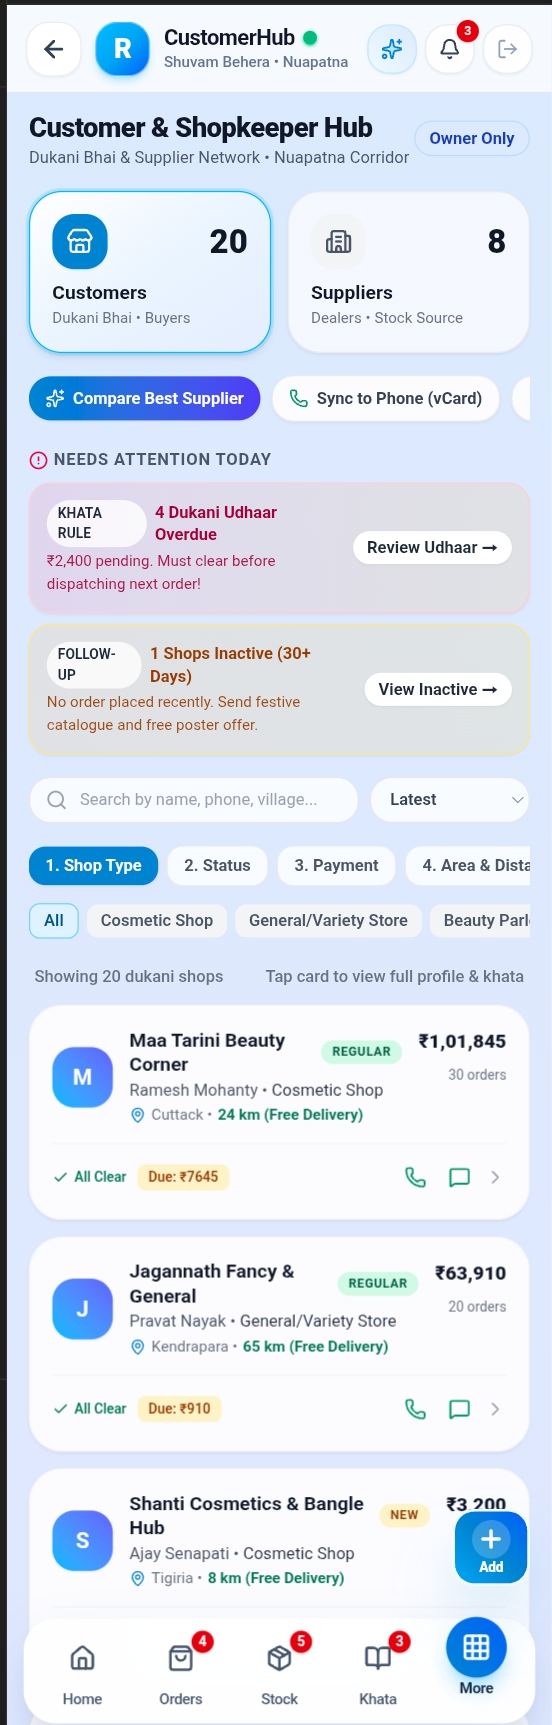 R
CustomerHub
3
Shuvam Behera • Nuapatna
Customer & Shopkeeper Hub
Owner Only
Dukani Bhai & Supplier Network • Nuapatna Corridor
20
Customers
Dukani Bhai • Buyers
8
Suppliers
Dealers • Stock Source
Compare Best Supplier
Sync to Phone (vCard)
NEEDS ATTENTION TODAY
KHATA
RULE
4 Dukani Udhaar
Overdue
₹2,400 pending. Must clear before
dispatching next order!
Review Udhaar →
FOLLOW-
UP
1 Shops Inactive (30+
Days)
No order placed recently. Send festive
catalogue and free poster offer.
View Inactive →
Search by name, phone, village...
Latest
1. Shop Type
2. Status
3. Payment
4. Area & Dista
All
Cosmetic Shop
General/Variety Store
Beauty Parl
Showing 20 dukani shops
Tap card to view full profile & khata
M
Maa Tarini Beauty
Corner
REGULAR
₹1,01,845
30 orders
Ramesh Mohanty • Cosmetic Shop
Cuttack • 24 km (Free Delivery)
All Clear
Due: ₹7645
J
Jagannath Fancy &
General
REGULAR
₹63,910
20 orders
Pravat Nayak • General/Variety Store
Kendrapara • 65 km (Free Delivery)
All Clear
Due: ₹910
S
Shanti Cosmetics & Bangle
Hub
NEW
₹3,200
Ajay Senapati • Cosmetic Shop
Tigiria • 8 km (Free Delivery)
Add
4
5
3
Home
Orders
Stock
Khata
More